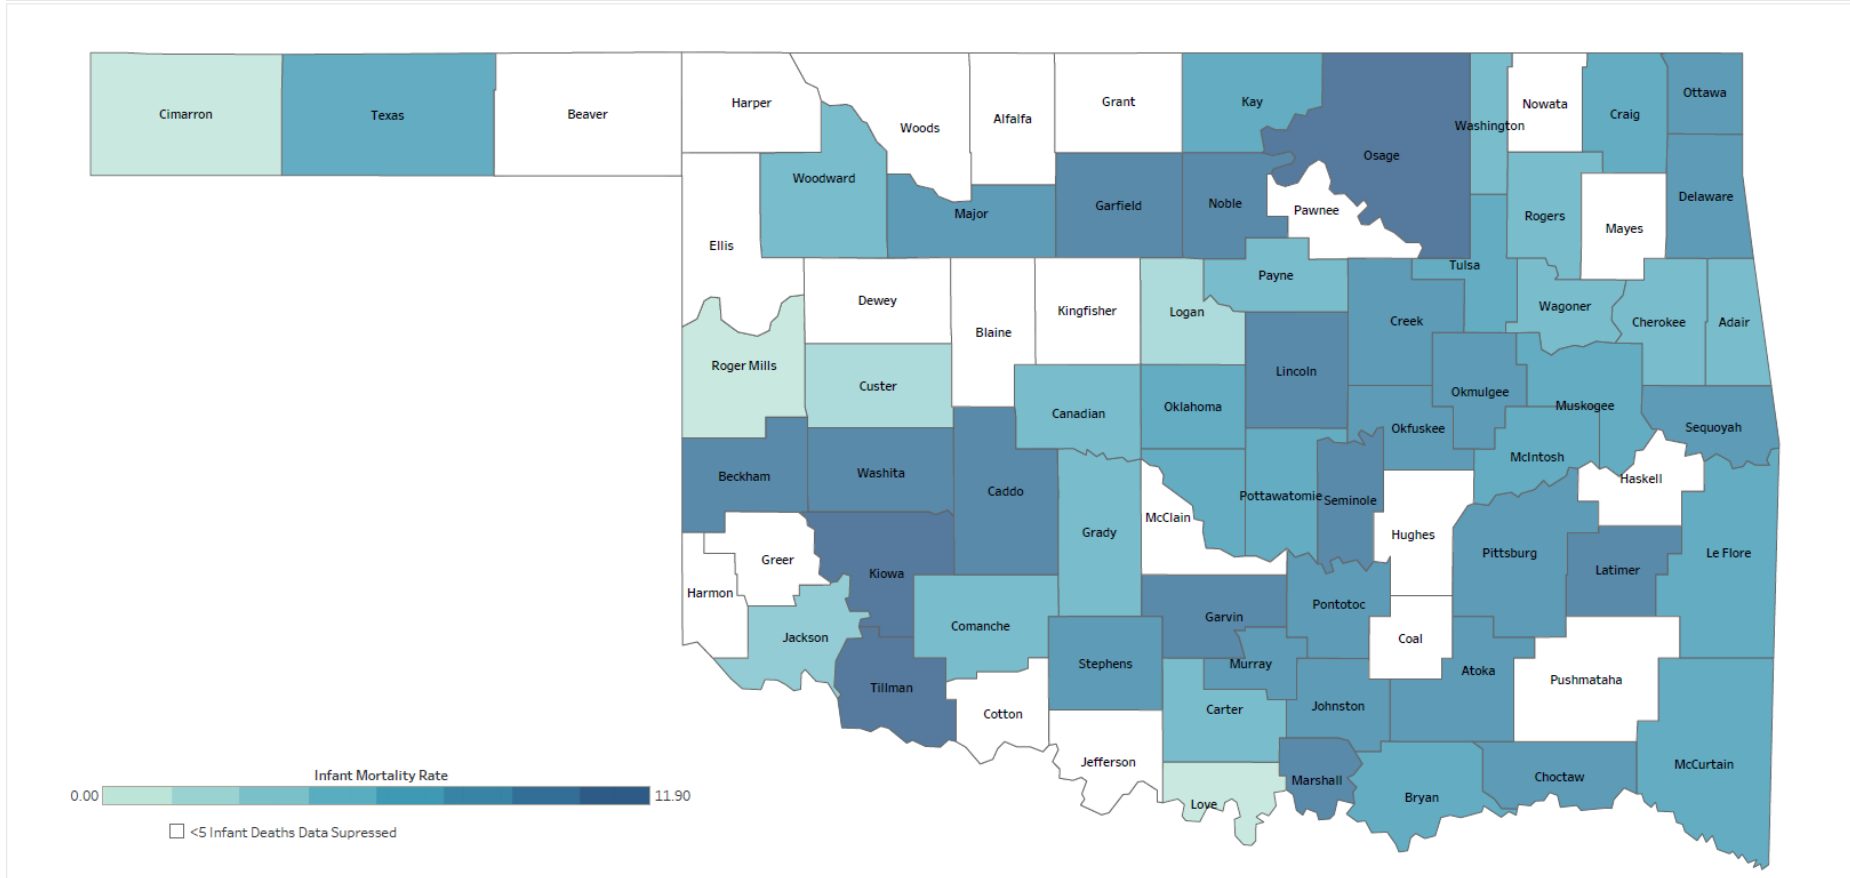 Cimarron
Texas
Beaver
Harper
Woods
Alfalfa
Grant
Kay
Osage
Washington
Nowata
Craig
Ottawa
Ellis
Woodward
Major
Garfield
Noble
Pawnee
Rogers
Mayes
Delaware
Roger Mills
Dewey
Blaine
Kingfisher
Logan
Payne
Creek
Tulsa
Wagoner
Cherokee
Adair
Custer
Canadian
Oklahoma
Lincoln
Okmulgee
Okfuskee
Muskogee
McIntosh
Sequoyah
Haskell
Beckham
Washita
Caddo
Grady
McClain
Pottawatomie
Seminole
Hughes
Pittsburg
Latimer
Le Flore
Harmon
Greer
Kiowa
Jackson
Comanche
Stephens
Garvin
Murray
Pontotoc
Coal
Atoka
Pushmataha
Tillman
Cotton
Jefferson
Carter
Johnston
Love
Marshall
Bryan
Choctaw
McCurtain
Infant Mortality Rate
0.00 11.90
<5 Infant Deaths Data Supressed